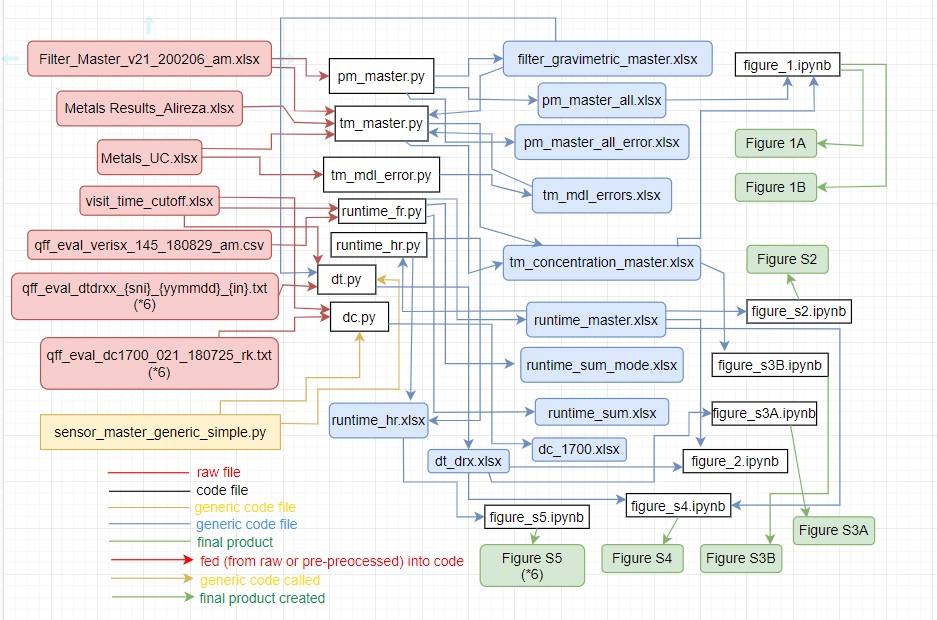 Filter_Master_v21_200206_am.xlsx
pm_master.py
filter_gravimetric_master.xlsx
figure_1.ipynb
Metals Results_Alireza.xlsx
tm_master.py
pm_master_all.xlsx
Metals_UC.xlsx
pm_master_all_error.xlsx
Figure 1A
tm_mdl_error.py
tm_mdl_errors.xlsx
Figure 1B
visit_time_cutoff.xlsx
runtime_fr.py
qff_eval_verisx_145_180829_am.csv
runtime_hr.py
tm_concentration_master.xlsx
Figure S2
qff_eval_dtdrxx_{sni}_{yymmdd}_{in}.txt
(*6)
dt.py
dc.py
runtime_master.xlsx
figure_s2.ipynb
qff_eval_dc1700_021_180725_rk.txt
(*6)
runtime_sum_mode.xlsx
figure_s3B.ipynb
sensor_master_generic_simple.py
runtime_hr.xlsx
runtime_sum.xlsx
figure_s3A.ipynb
dc_1700.xlsx
dt_drx.xlsx
figure_2.ipynb
raw file
code file
generic code file
generic code file
final product
fed (from raw or pre-preocessed) into code
generic code called
final product created
figure_s5.ipynb
figure_s4.ipynb
Figure S3A
Figure S5
(*6)
Figure S4
Figure S3B